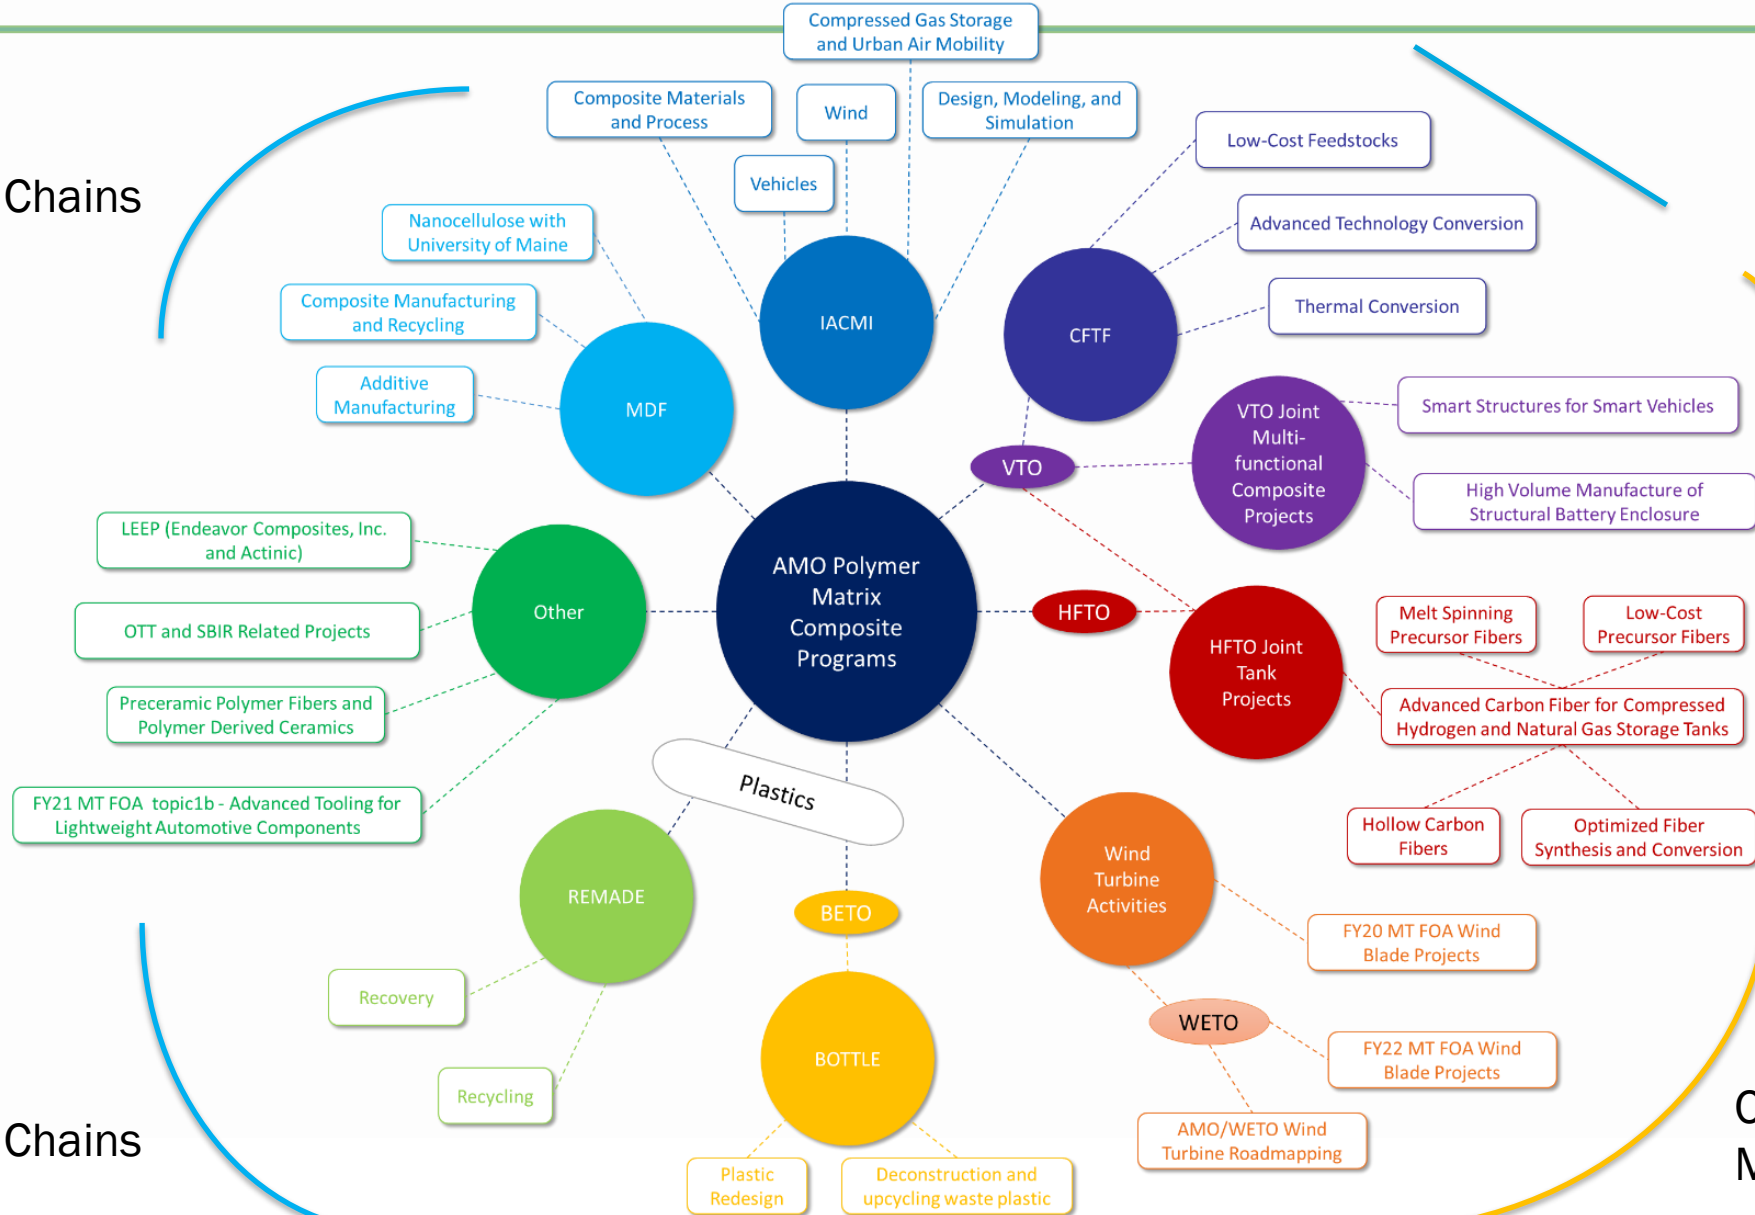 Compressed Gas Storage
and Urban Air Mobility
Composite Materials
and Process
Wind
Design, Modeling, and
Simulation
Vehicles
Low-Cost Feedstocks
Chains
Nanocellulose with
University of Maine
Advanced Technology Conversion
Composite Manufacturing
and Recycling
Thermal Conversion
IACMI
CFTF
Additive
Manufacturing
MDF
VTO Joint
Multi-
functional
Composite
Projects
Smart Structures for Smart Vehicles
VTO
High Volume Manufacture of
Structural Battery Enclosure
LEEP (Endeavor Composites, Inc.
and Actinic)
AMO Polymer
Matrix
Composite
Programs
Other
HFTO
OTT and SBIR Related Projects
HFTO Joint
Tank
Projects
Melt Spinning
Precursor Fibers
Low-Cost
Precursor Fibers
Preceramic Polymer Fibers and
Polymer Derived Ceramics
Advanced Carbon Fiber for Compressed
Hydrogen and Natural Gas Storage Tanks
Plastics
FY21 MT FOA  topic1b - Advanced Tooling for
Lightweight Automotive Components
Hollow Carbon
Fibers
Optimized Fiber
Synthesis and Conversion
Wind
Turbine
Activities
REMADE
BETO
FY20 MT FOA Wind
Blade Projects
Recovery
WETO
BOTTLE
FY22 MT FOA Wind
Blade Projects
Recycling
AMO/WETO Wind
Turbine Roadmapping
Chains
Plastic
Redesign
Deconstruction and
upcycling waste plastic